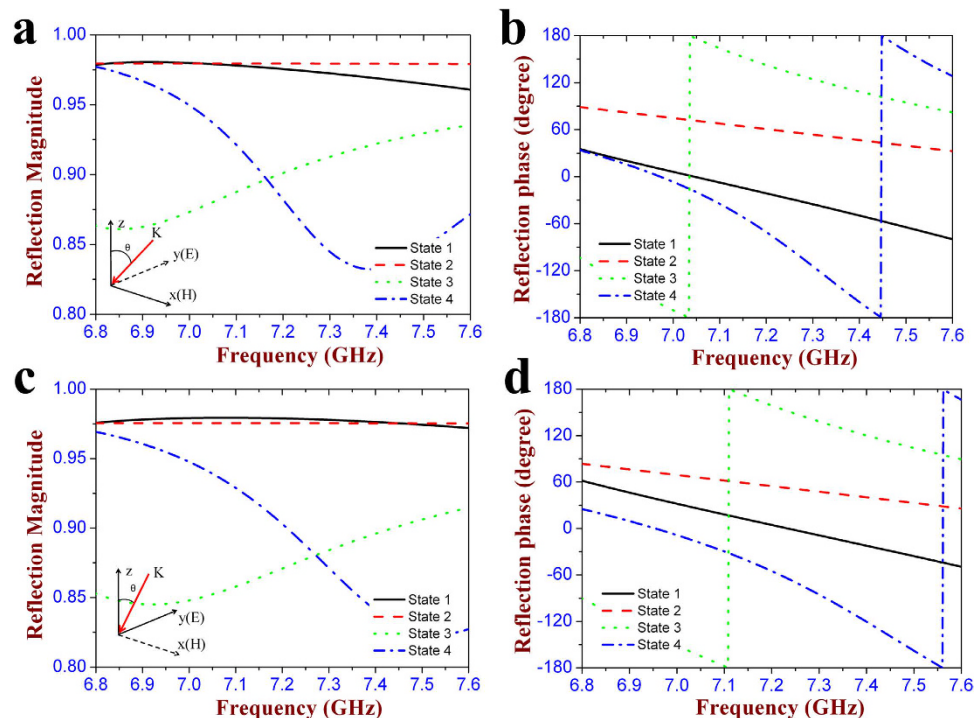 a
1.00
0.95
0.90
0.85
0.80
Reflection Magnitude
6.8 6.9 7.0 7.1 7.2 7.3 7.4 7.5 7.6
Frequency (GHz)
z
K
θ
y(E)
x(H)
State 1
State 2
State 3
State 4
b
180
120
60
0
-60
-120
-180
Reflection phase (degree)
6.8 6.9 7.0 7.1 7.2 7.3 7.4 7.5 7.6
Frequency (GHz)
State 1
State 2
State 3
State 4
c
1.00
0.95
0.90
0.85
0.80
Reflection Magnitude
6.8 6.9 7.0 7.1 7.2 7.3 7.4 7.5 7.6
Frequency (GHz)
z
K
θ
y(E)
x(H)
State 1
State 2
State 3
State 4
d
180
120
60
0
-60
-120
-180
Reflection phase (degree)
6.8 6.9 7.0 7.1 7.2 7.3 7.4 7.5 7.6
Frequency (GHz)
State 1
State 2
State 3
State 4